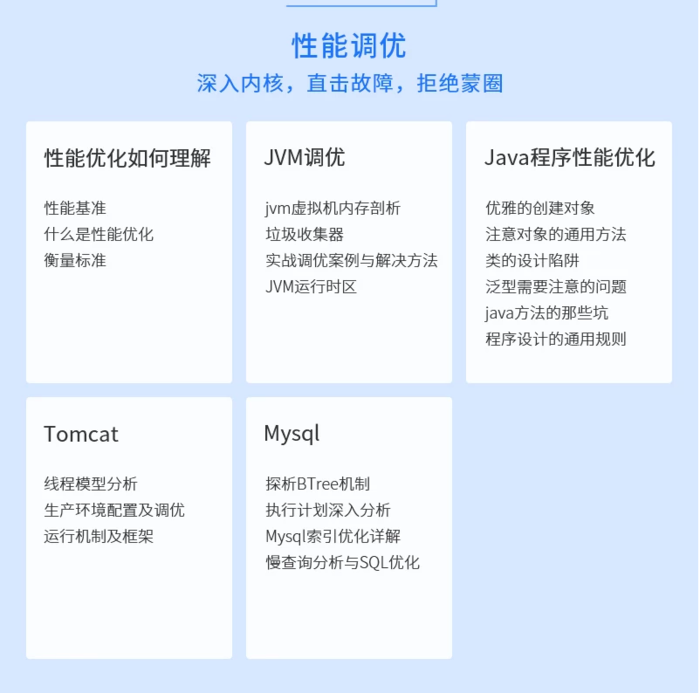 性能调优
深入内核，直击故障，拒绝蒙圈
性能优化如何理解
性能基准
什么是性能优化
衡量标准
JVM调优
jvm虚拟机内存剖析
垃圾收集器
实战调优案例与解决方法
JVM运行时区
Java程序性能优化
优雅的创建对象
注意对象的通用方法
类的设计陷阱
泛型需要注意的问题
java方法的那些坑
程序设计的通用规则
Tomcat
线程模型分析
生产环境配置及调优
运行机制及框架
Mysql
探析BTree机制
执行计划深入分析
Mysql索引优化详解
慢查询分析与SQL优化